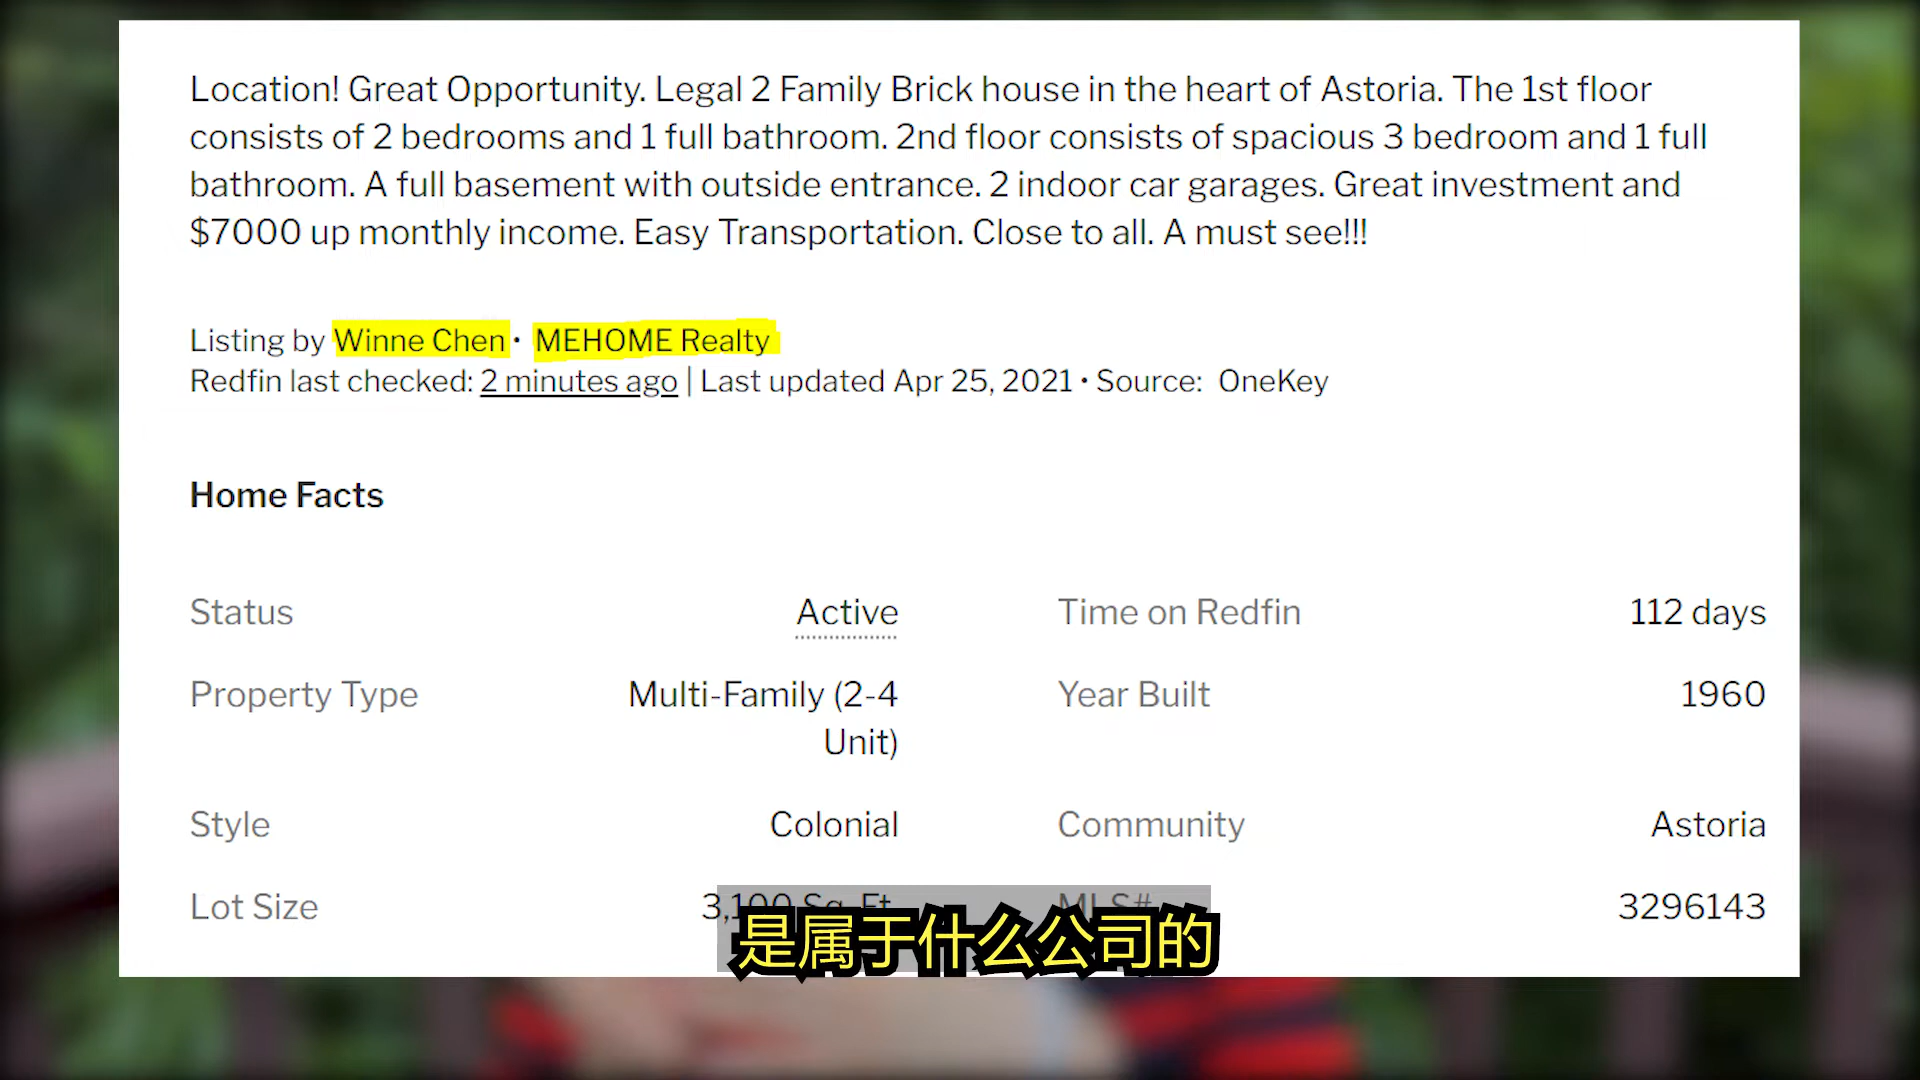 Location! Great Opportunity. Legal 2 Family Brick house in the heart of Astoria. The 1st floor
consists of 2 bedrooms and 1 full bathroom. 2nd floor consists of spacious 3 bedroom and 1 full
bathroom. A full basement with outside entrance. 2 indoor car garages. Great investment and
$7000 up monthly income. Easy Transportation. Close to all. A must see!!!
Listing by Winne Chen • MEHOME Realty
Redfin last checked: 2 minutes ago | Last updated Apr 25, 2021 • Source: OneKey
Home Facts
Status Active Time on Redfin 112 days
Property Type Multi-Family (2-4
Unit) Year Built 1960
Style Colonial Community Astoria
Lot Size 3,100 Sq. Ft. MLS# 3296143
是属于什么公司的